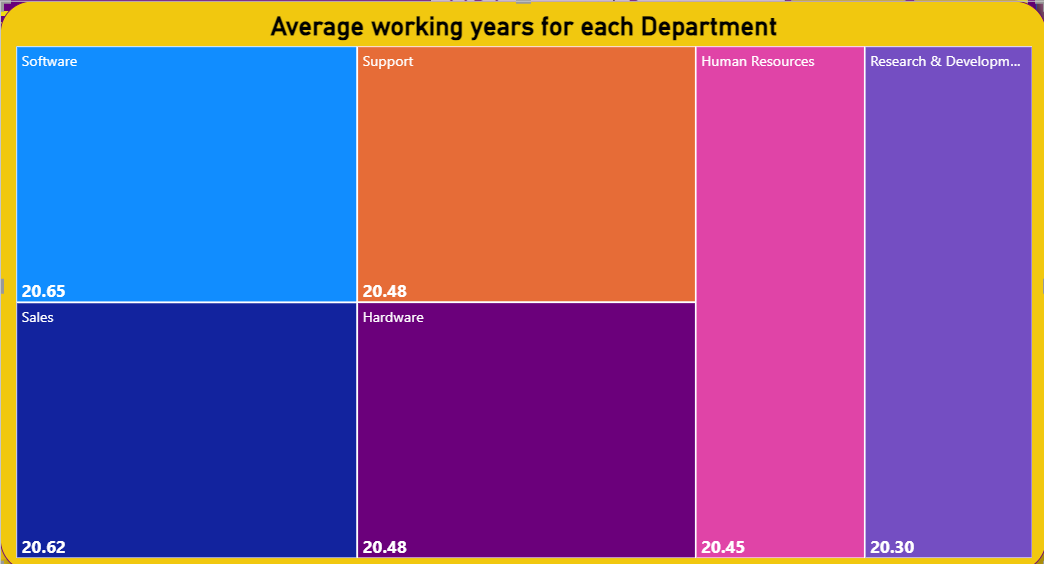 Average working years for each Department
Software
20.65
Support
20.48
Human Resources
20.45
Research & Developm...
20.30
Sales
20.62
Hardware
20.48